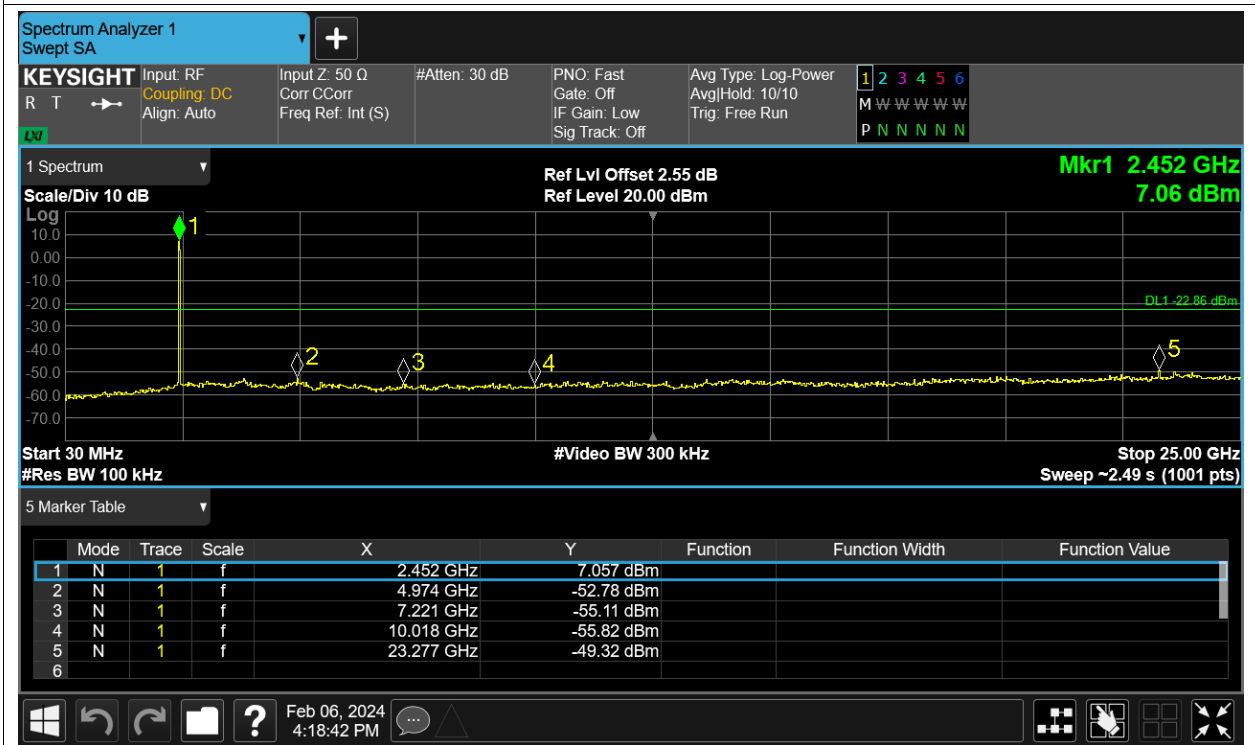 Spectrum Analyzer 1
Swept SA
KEYSIGHT
R T
LXI
Input: RF
Coupling: DC
Align: Auto
Input Z: 50 Ω
Corr CCorr
Freq Ref: Int (S)
#Atten: 30 dB
PNO: Fast
Gate: Off
IF Gain: Low
Sig Track: Off
Avg Type: Log-Power
Avg|Hold: 10/10
Trig: Free Run
1 2 3 4 5 6
M W W W W W
P N N N N N
1 Spectrum
Scale/Div 10 dB
Ref Lvl Offset 2.55 dB
Ref Level 20.00 dBm
Mkr1 2.452 GHz
7.06 dBm
Log
10.0
0.00
-10.0
-20.0
-30.0
-40.0
-50.0
-60.0
-70.0
1
2
3
4
5
DL1 -22.86 dBm
Start 30 MHz
#Res BW 100 kHz
#Video BW 300 kHz
Stop 25.00 GHz
Sweep ~2.49 s (1001 pts)
5 Marker Table
Mode Trace Scale X Y Function Function Width Function Value
1 N 1 f 2.452 GHz 7.057 dBm
2 N 1 f 4.974 GHz -52.78 dBm
3 N 1 f 7.221 GHz -55.11 dBm
4 N 1 f 10.018 GHz -55.82 dBm
5 N 1 f 23.277 GHz -49.32 dBm
6
?
Feb 06, 2024
4:18:42 PM